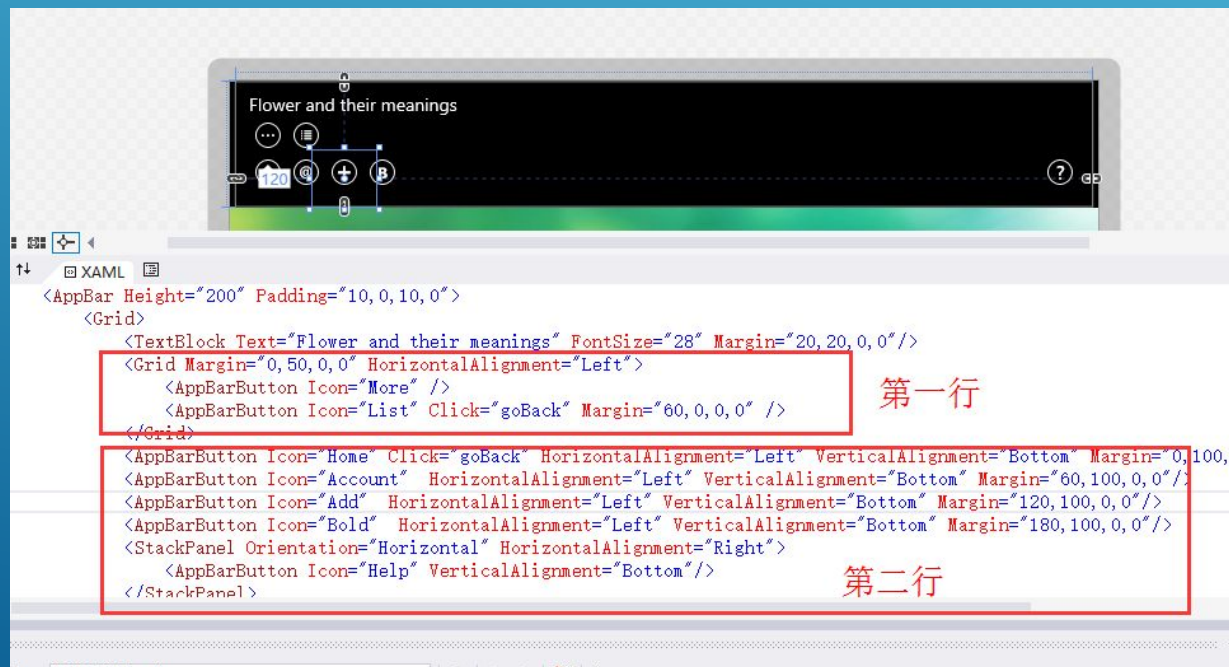 Flower and their meanings
120
@
B
?
XAML
<AppBar Height="200" Padding="10,0,10,0">
<Grid>
<TextBlock Text="Flower and their meanings" FontSize="28" Margin="20,20,0,0"/>
<Grid Margin="0,50,0,0" HorizontalAlignment="Left">
<AppBarButton Icon="More" />
第一行
<AppBarButton Icon="List" Click="goBack" Margin="60,0,0,0" />
</Grid>
<AppBarButton Icon="Home" Click="goBack" HorizontalAlignment="Left" VerticalAlignment="Bottom" Margin="0,100,
<AppBarButton Icon="Account"  HorizontalAlignment="Left" VerticalAlignment="Bottom" Margin="60,100,0,0"/>
<AppBarButton Icon="Add"  HorizontalAlignment="Left" VerticalAlignment="Bottom" Margin="120,100,0,0"/>
<AppBarButton Icon="Bold"  HorizontalAlignment="Left" VerticalAlignment="Bottom" Margin="180,100,0,0"/>
<StackPanel Orientation="Horizontal" HorizontalAlignment="Right">
<AppBarButton Icon="Help" VerticalAlignment="Bottom"/>
第二行
</StackPanel>